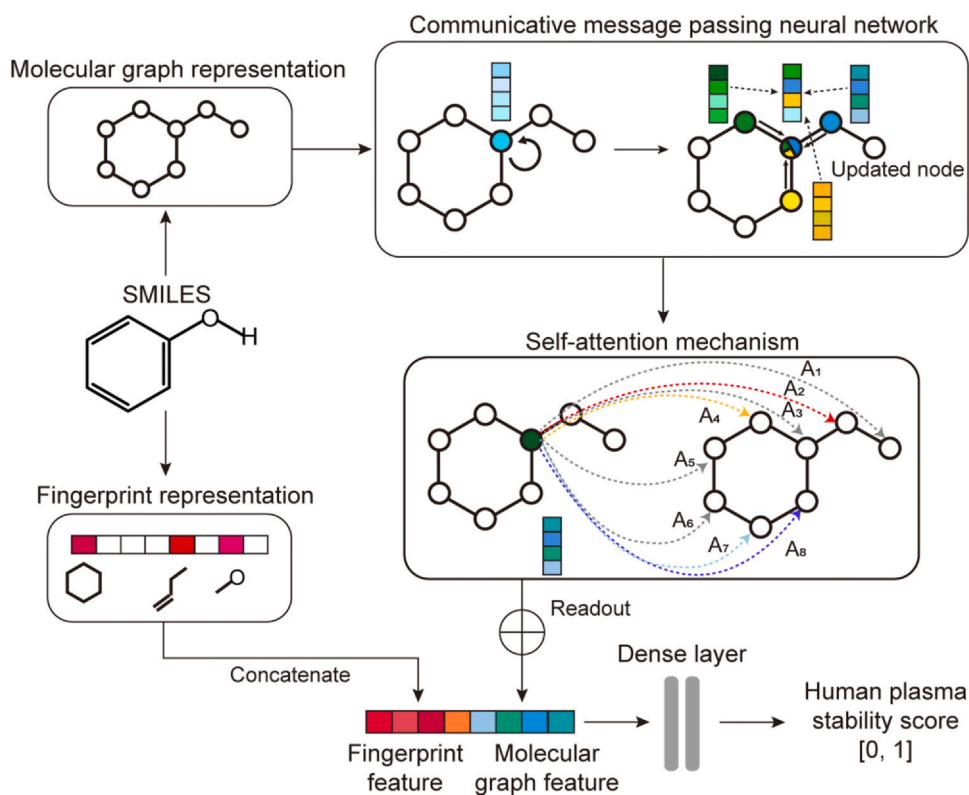 Communicative message passing neural network
Molecular graph representation
Updated node
SMILES
O
H
Self-attention mechanism
A₁
A₂
A₃
A₄
A₅
A₆
A₇
A₈
Fingerprint representation
O
Readout
Concatenate
Dense layer
Human plasma
stability score
[0, 1]
Fingerprint
feature
Molecular
graph feature